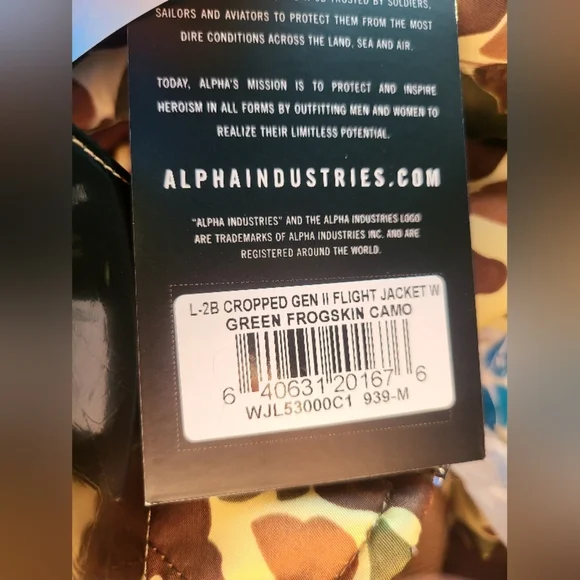 TRUSTED BY SOLDIERS,
SAILORS AND AVIATORS TO PROTECT THEM FROM THE MOST
DIRE CONDITIONS ACROSS THE LAND, SEA AND AIR.
TODAY, ALPHA'S MISSION IS TO PROTECT AND INSPIRE
HEROISM IN ALL FORMS BY OUTFITTING MEN AND WOMEN TO
REALIZE THEIR LIMITLESS POTENTIAL.
ALPHAINDUSTRIES.COM
"ALPHA INDUSTRIES" AND THE ALPHA INDUSTRIES LOGO
ARE TRADEMARKS OF ALPHA INDUSTRIES INC. AND ARE
REGISTERED AROUND THE WORLD.
L-2B CROPPED GEN II FLIGHT JACKET W
GREEN FROGSKIN CAMO
6 40631 20167 6
WJL53000C1 939-M